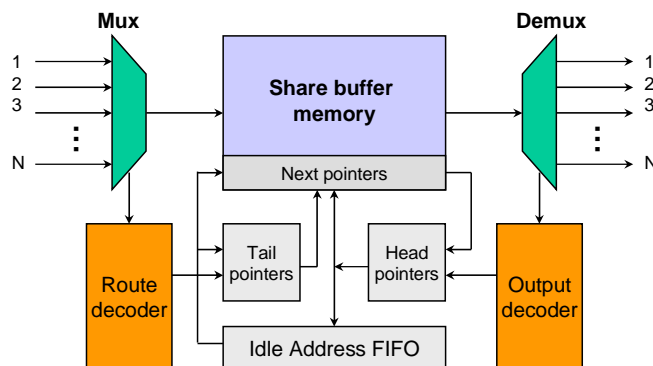 Mux
Demux
1
2
3
N
Share buffer
memory
Next pointers
1
2
3
N
Route
decoder
Tail
pointers
Head
pointers
Output
decoder
Idle Address FIFO